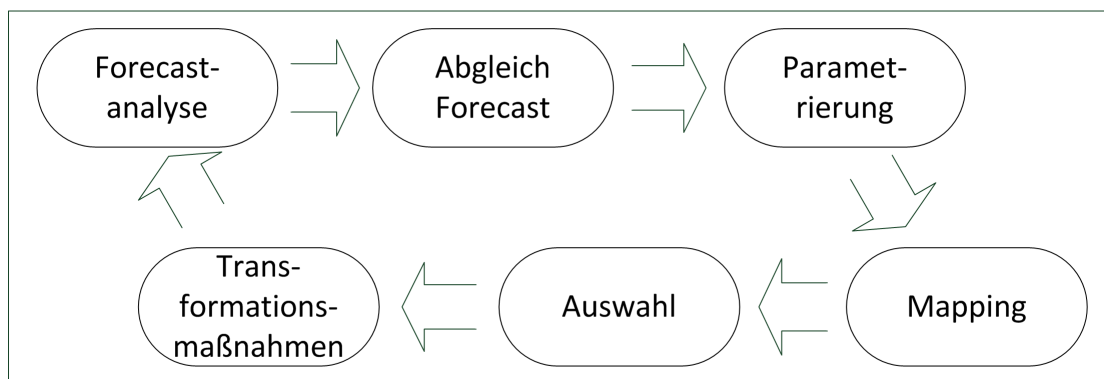 Forecast-
analyse
Abgleich
Forecast
Paramet-
rierung
Trans-
formations-
maßnahmen
Auswahl
Mapping